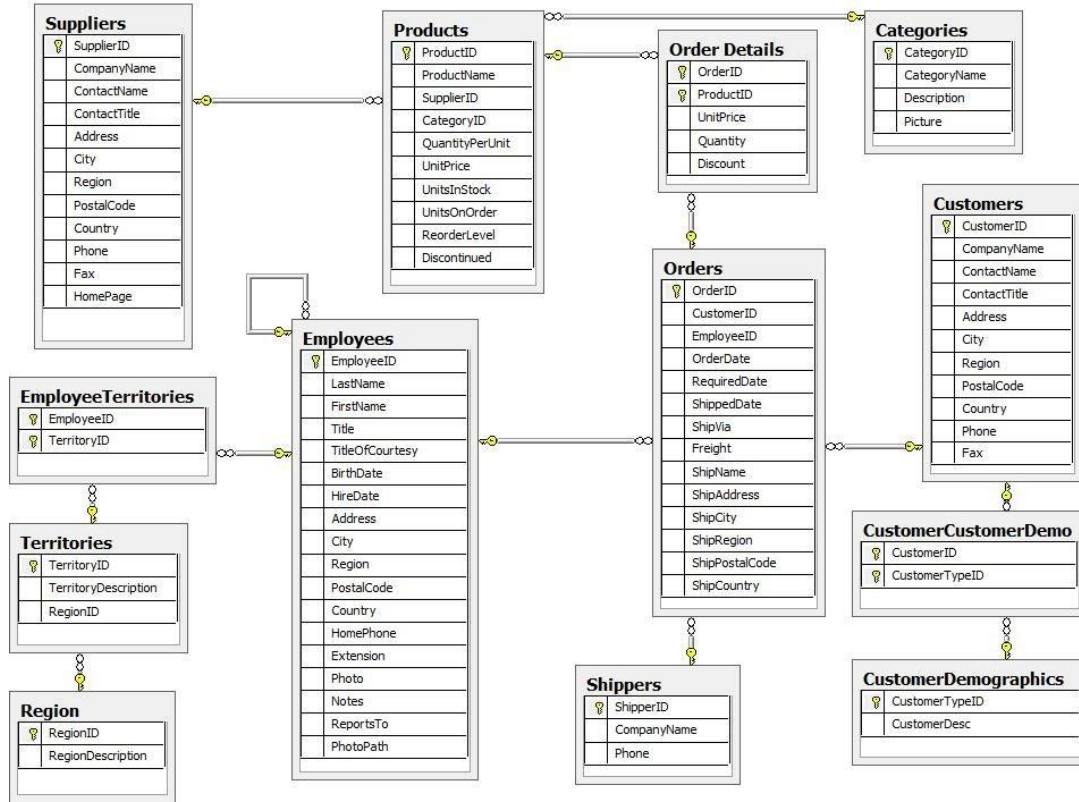 Suppliers
SupplierID
CompanyName
ContactName
ContactTitle
Address
City
Region
PostalCode
Country
Phone
Fax
HomePage
Products
ProductID
ProductName
SupplierID
CategoryID
QuantityPerUnit
UnitPrice
UnitsInStock
UnitsOnOrder
ReorderLevel
Discontinued
Order Details
OrderID
ProductID
UnitPrice
Quantity
Discount
Categories
CategoryID
CategoryName
Description
Picture
Employees
EmployeeID
LastName
FirstName
Title
TitleOfCourtesy
BirthDate
HireDate
Address
City
Region
PostalCode
Country
HomePhone
Extension
Photo
Notes
ReportsTo
PhotoPath
Orders
OrderID
CustomerID
EmployeeID
OrderDate
RequiredDate
ShippedDate
ShipVia
Freight
ShipName
ShipAddress
ShipCity
ShipRegion
ShipPostalCode
ShipCountry
Customers
CustomerID
CompanyName
ContactName
ContactTitle
Address
City
Region
PostalCode
Country
Phone
Fax
EmployeeTerritories
EmployeeID
TerritoryID
Territories
TerritoryID
TerritoryDescription
RegionID
Region
RegionID
RegionDescription
Shippers
ShipperID
CompanyName
Phone
CustomerCustomerDemo
CustomerID
CustomerTypeID
CustomerDemographics
CustomerTypeID
CustomerDesc